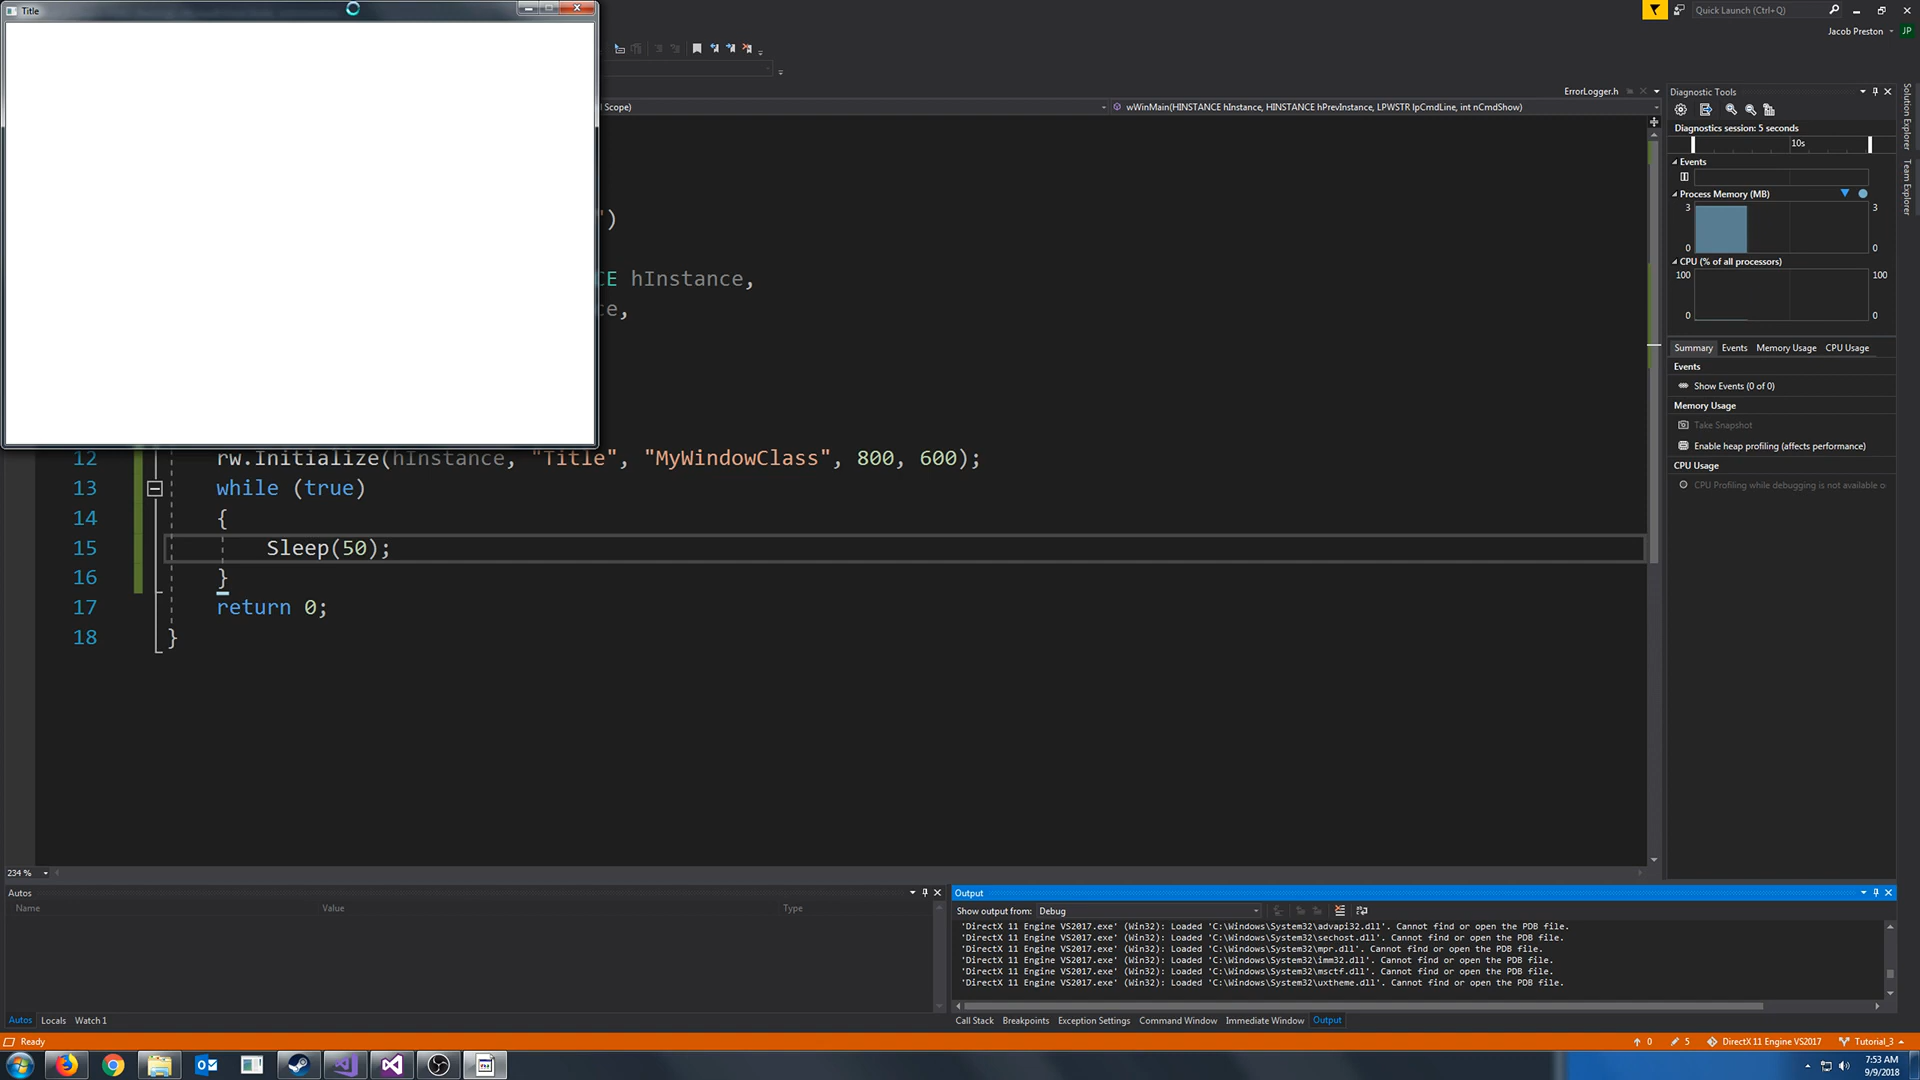 Title
Quick Launch (Ctrl+Q)
Jacob Preston
JP
ErrorLogger.h
Scope)
wWinMain(HINSTANCE hInstance, HINSTANCE hPrevInstance, LPWSTR lpCmdLine, int nCmdShow)
")
CE hInstance,
ce,
12 rw.Initialize(hInstance, "Title", "MyWindowClass", 800, 600);
13 while (true)
14 {
15 Sleep(50);
16 }
17 return 0;
18 }
234 %
Diagnostic Tools
Diagnostics session: 5 seconds
10s
Events
Process Memory (MB)
3 3
0 0
CPU (% of all processors)
100 100
0 0
Summary Events Memory Usage CPU Usage
Events
Show Events (0 of 0)
Memory Usage
Take Snapshot
Enable heap profiling (affects performance)
CPU Usage
CPU Profiling while debugging is not available o
Solution Explorer
Team Explorer
Autos
Name Value Type
Autos Locals Watch 1
Output
Show output from: Debug
'DirectX 11 Engine VS2017.exe' (Win32): Loaded 'C:\Windows\System32\advapi32.dll'. Cannot find or open the PDB file.
'DirectX 11 Engine VS2017.exe' (Win32): Loaded 'C:\Windows\System32\sechost.dll'. Cannot find or open the PDB file.
'DirectX 11 Engine VS2017.exe' (Win32): Loaded 'C:\Windows\System32\mpr.dll'. Cannot find or open the PDB file.
'DirectX 11 Engine VS2017.exe' (Win32): Loaded 'C:\Windows\System32\imm32.dll'. Cannot find or open the PDB file.
'DirectX 11 Engine VS2017.exe' (Win32): Loaded 'C:\Windows\System32\msctf.dll'. Cannot find or open the PDB file.
'DirectX 11 Engine VS2017.exe' (Win32): Loaded 'C:\Windows\System32\uxtheme.dll'. Cannot find or open the PDB file.
Call Stack Breakpoints Exception Settings Command Window Immediate Window Output
Ready
0 5 DirectX 11 Engine VS2017 Tutorial_3
7:53 AM
9/9/2018